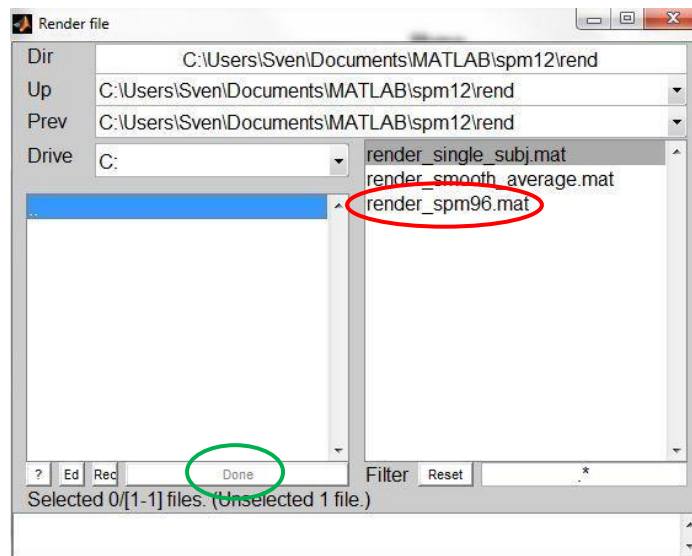 Render file
Dir C:\Users\Sven\Documents\MATLAB\spm12\rend
Up C:\Users\Sven\Documents\MATLAB\spm12\rend
Prev C:\Users\Sven\Documents\MATLAB\spm12\rend
Drive C:
render_single_subj.mat
render_smooth_average.mat
..
render_spm96.mat
? Ed Rec Done Filter Reset .*
Selected 0/[1-1] files. (Unselected 1 file.)